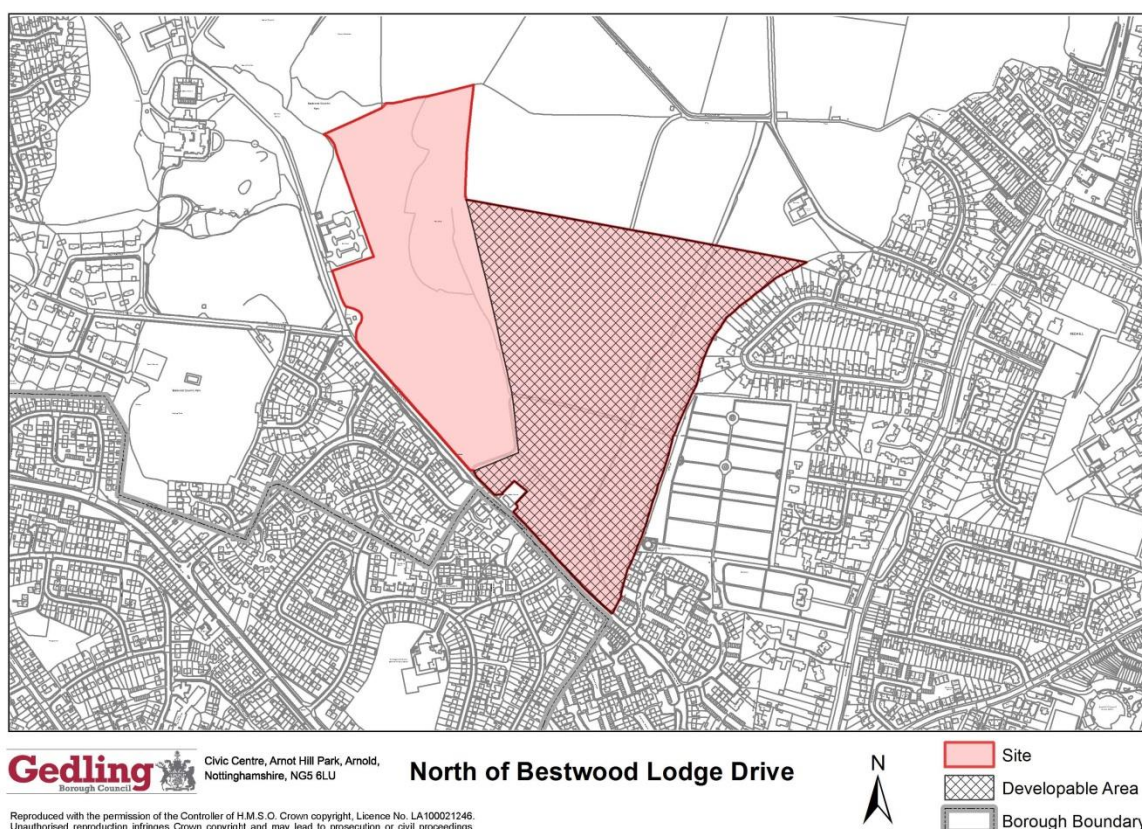 Gedling
Borough Council
Civic Centre, Arnot Hill Park, Arnold,
Nottinghamshire, NG5 6LU
North of Bestwood Lodge Drive
N
Site
Developable Area
Borough Boundary
Reproduced with the permission of the Controller of H.M.S.O. Crown copyright, Licence No. LA100021246.
Unauthorised reproduction infringes Crown copyright and may lead to prosecution or civil proceedings